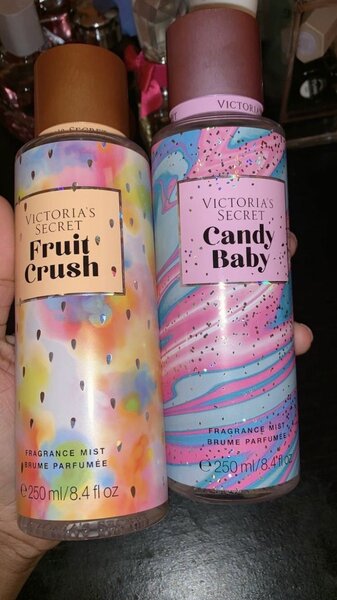 A'S SECRET
VICTORIA'S
SECRET
Fruit
Crush
FRAGRANCE MIST
BRUME PARFUMÉE
℮ 250 ml/8.4 fl oz
VICTORIA
VICTORIA'S
SECRET
Candy
Baby
FRAGRANCE MIST
BRUME PARFUMÉE
℮ 250 ml/8.4 fl oz